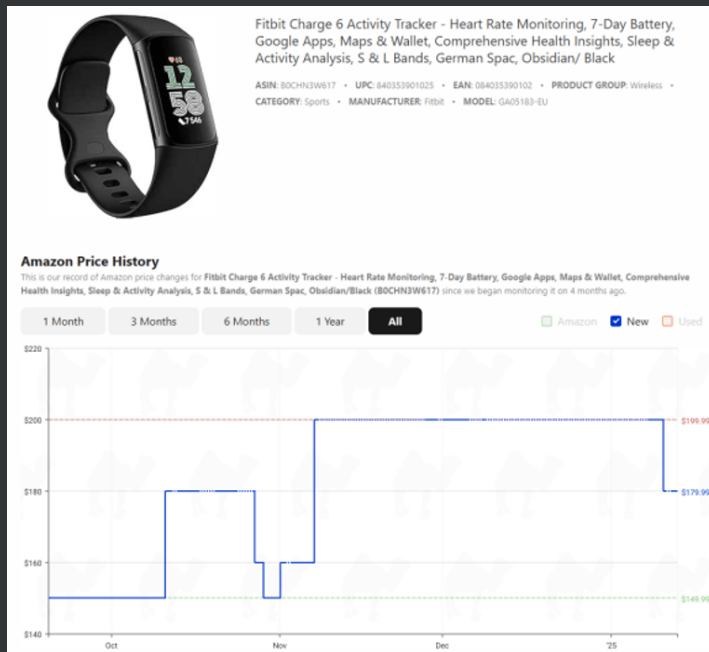 Fitbit Charge 6 Activity Tracker - Heart Rate Monitoring, 7-Day Battery,
Google Apps, Maps & Wallet, Comprehensive Health Insights, Sleep &
Activity Analysis, S & L Bands, German Spac, Obsidian/ Black
ASIN: B0CHN3W617 • UPC: 840353901025 • EAN: 084035390102 • PRODUCT GROUP: Wireless •
CATEGORY: Sports • MANUFACTURER: Fitbit • MODEL: GA05183-EU
12
58
7546
Amazon Price History
This is our record of Amazon price changes for Fitbit Charge 6 Activity Tracker - Heart Rate Monitoring, 7-Day Battery, Google Apps, Maps & Wallet, Comprehensive
Health Insights, Sleep & Activity Analysis, S & L Bands, German Spac, Obsidian/Black (B0CHN3W617) since we began monitoring it on 4 months ago.
1 Month 3 Months 6 Months 1 Year All Amazon New Used
$220
$200 $199.99
$180 $179.99
$160
$149.99
$140
Oct Nov Dec '25